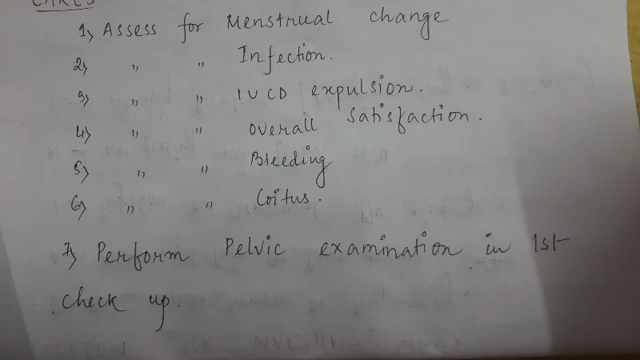 CARES
1) Assess for Menstrual change
2) " " Infection.
3) " " IUCD expulsion.
4) " " overall satisfaction.
5) " " Bleeding
6) " " Coitus.
7) Perform Pelvic examination in 1st
check up.